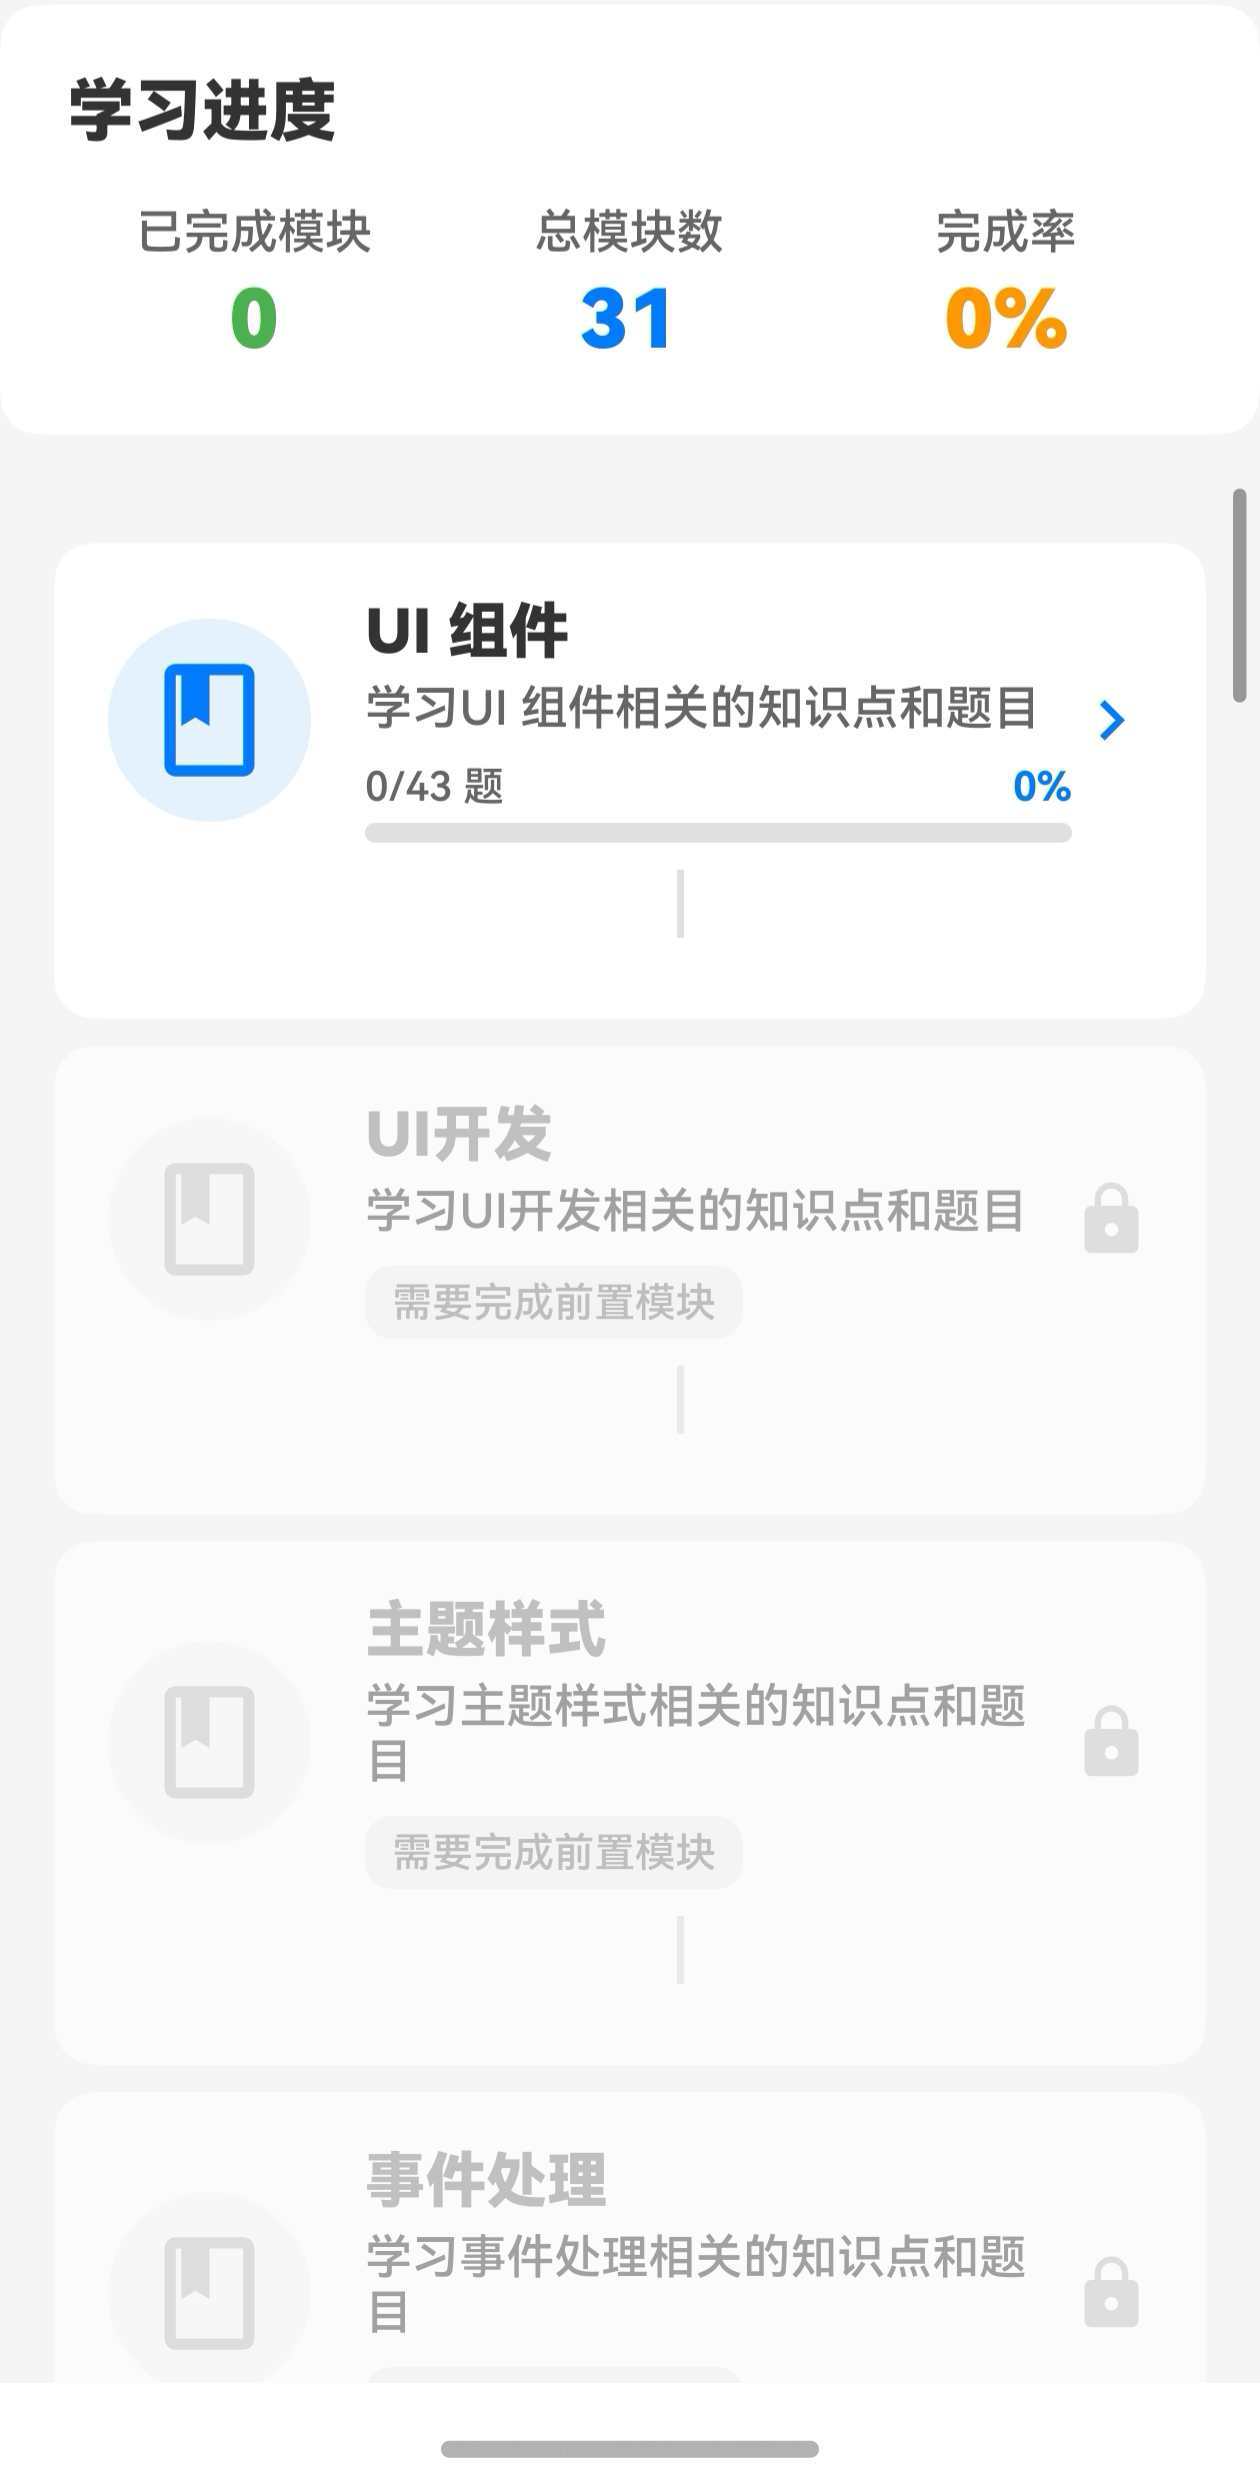 学习进度
已完成模块 总模块数 完成率
0 31 0%
UI 组件
学习UI 组件相关的知识点和题目
0/43 题 0%
UI开发
学习UI开发相关的知识点和题目
需要完成前置模块
主题样式
学习主题样式相关的知识点和题
目
需要完成前置模块
事件处理
学习事件处理相关的知识点和题
目